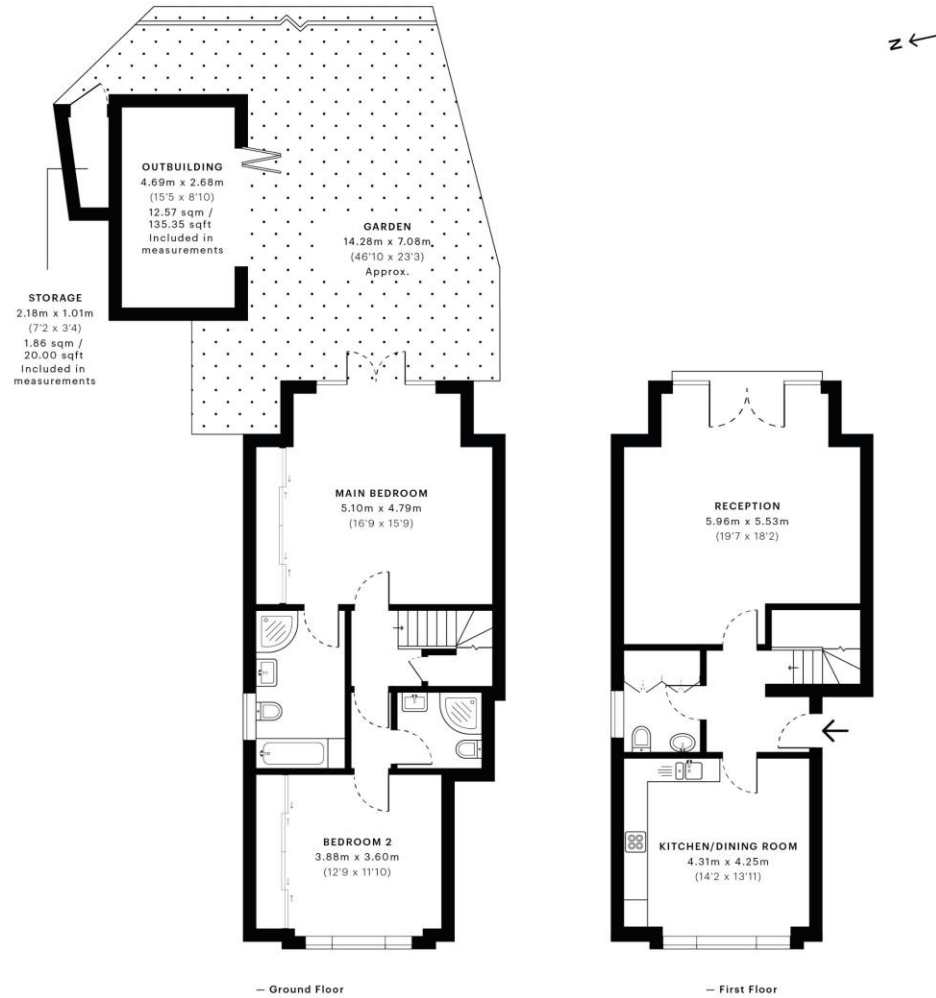 N
OUTBUILDING
4.69m x 2.68m
(15'5 x 8'10)
12.57 sqm /
135.35 sqft
Included in
measurements
GARDEN
14.28m x 7.08m
(46'10 x 23'3)
Approx.
STORAGE
2.18m x 1.01m
(7'2 x 3'4)
1.86 sqm /
20.00 sqft
Included in
measurements
MAIN BEDROOM
5.10m x 4.79m
(16'9 x 15'9)
RECEPTION
5.96m x 5.53m
(19'7 x 18'2)
BEDROOM 2
3.88m x 3.60m
(12'9 x 11'10)
KITCHEN/DINING ROOM
4.31m x 4.25m
(14'2 x 13'11)
— Ground Floor
— First Floor